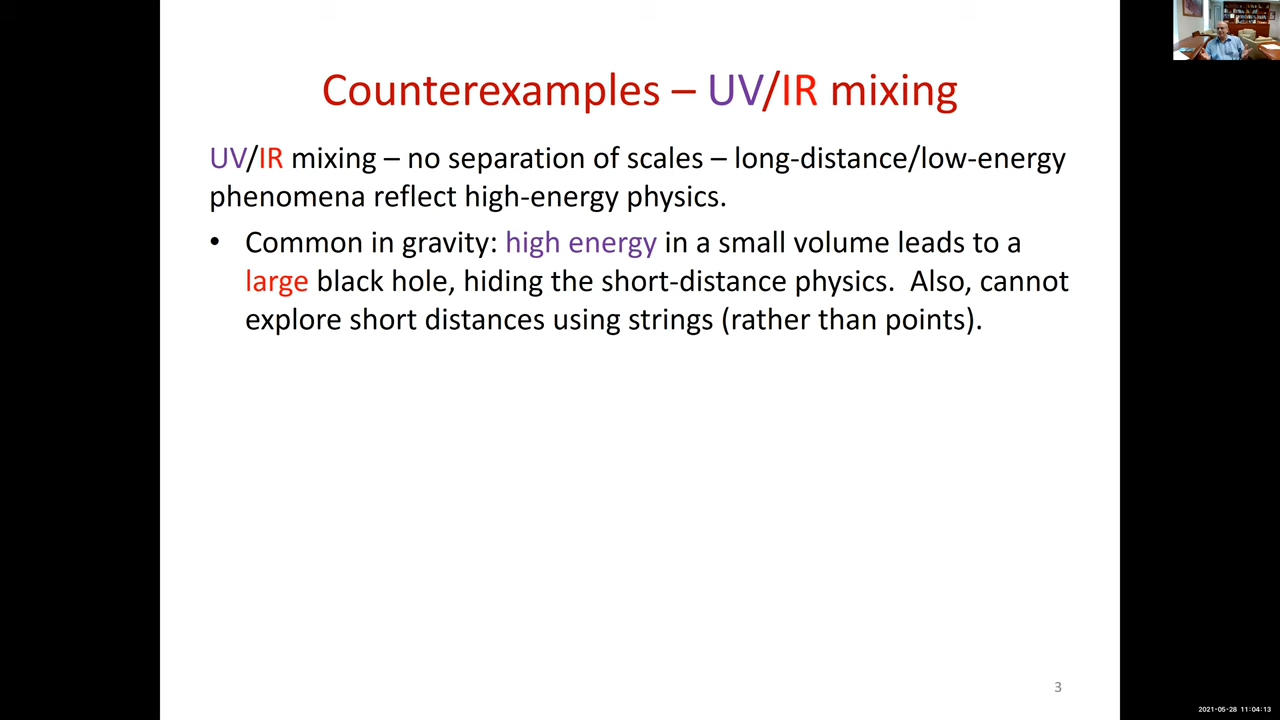 Counterexamples – UV/IR mixing
UV/IR mixing – no separation of scales – long-distance/low-energy
phenomena reflect high-energy physics.
• Common in gravity: high energy in a small volume leads to a
large black hole, hiding the short-distance physics.  Also, cannot
explore short distances using strings (rather than points).
3
2021-05-28 11:04:13